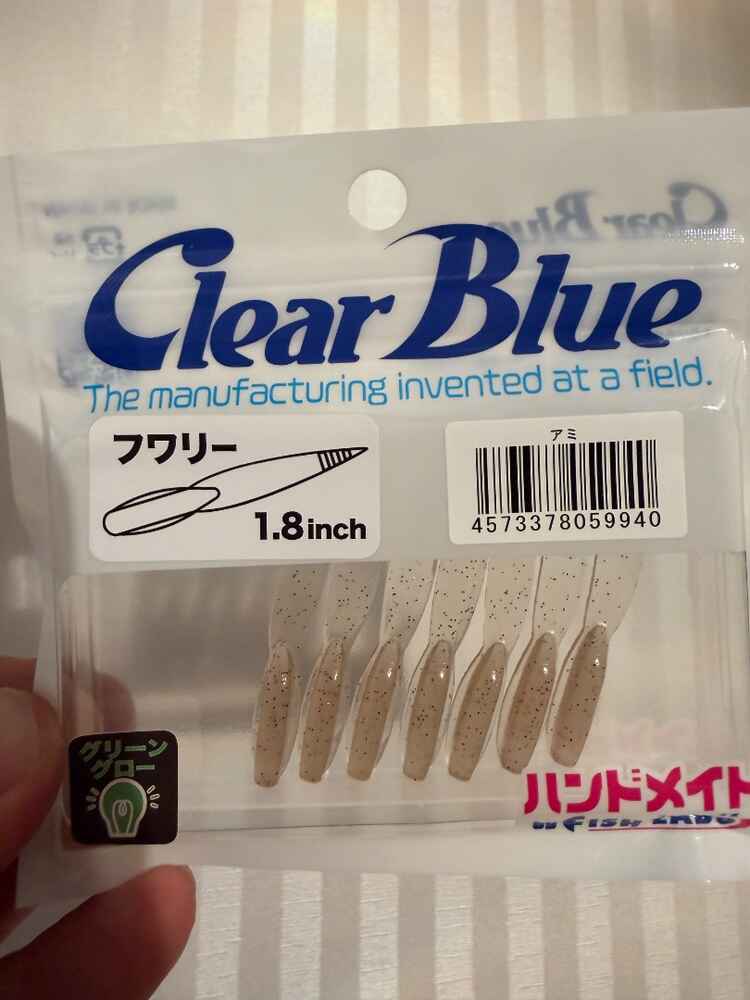 Clear Blue
The manufacturing invented at a field.
フワリー
1.8inch
アミ
4573378059940
グリーン
グロー
ハンドメイト